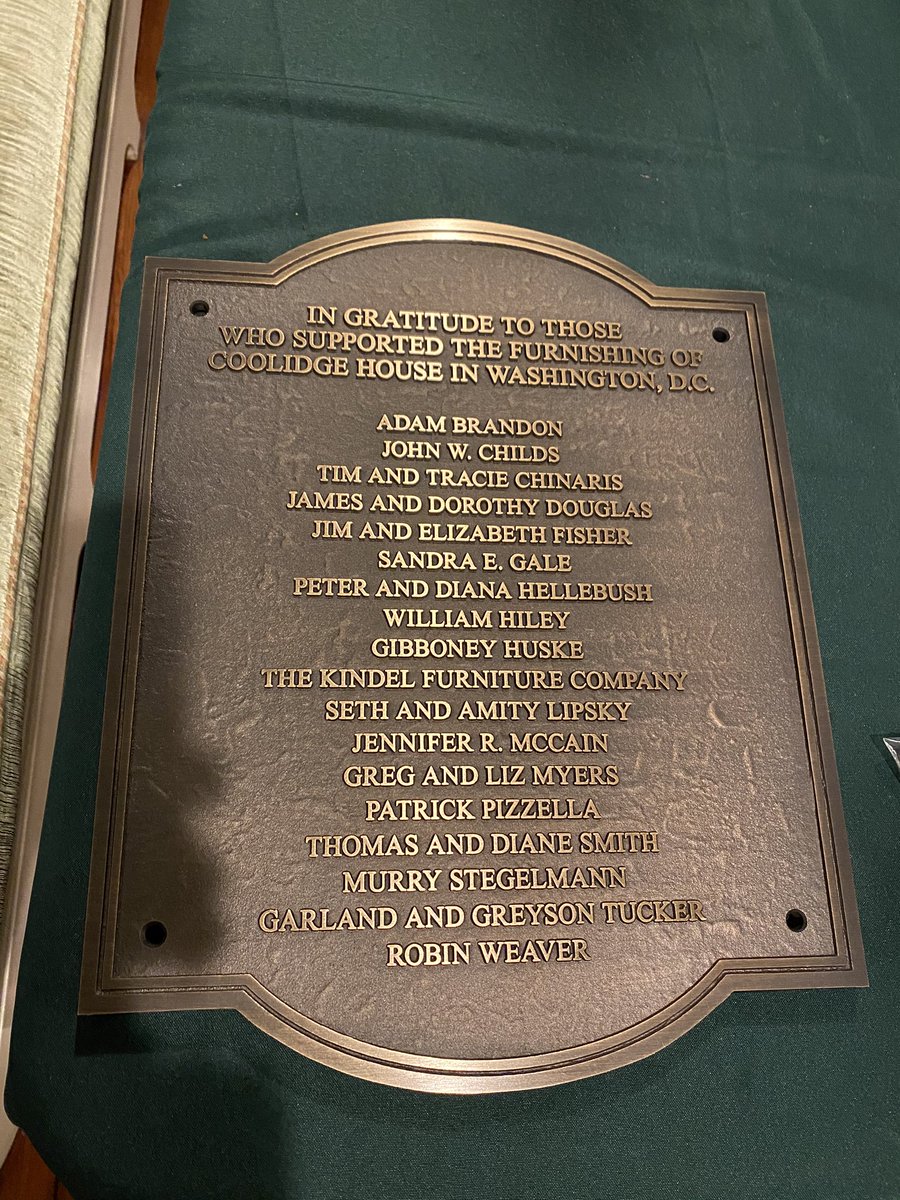 IN GRATITUDE TO THOSE
WHO SUPPORTED THE FURNISHING OF
COOLIDGE HOUSE IN WASHINGTON, D.C.
ADAM BRANDON
JOHN W. CHILDS
TIM AND TRACIE CHINARIS
JAMES AND DOROTHY DOUGLAS
JIM AND ELIZABETH FISHER
SANDRA E. GALE
PETER AND DIANA HELLEBUSH
WILLIAM HILEY
GIBBONEY HUSKE
THE KINDEL FURNITURE COMPANY
SETH AND AMITY LIPSKY
JENNIFER R. MCCAIN
GREG AND LIZ MYERS
PATRICK PIZZELLA
THOMAS AND DIANE SMITH
MURRY STEGELMANN
GARLAND AND GREYSON TUCKER
ROBIN WEAVER